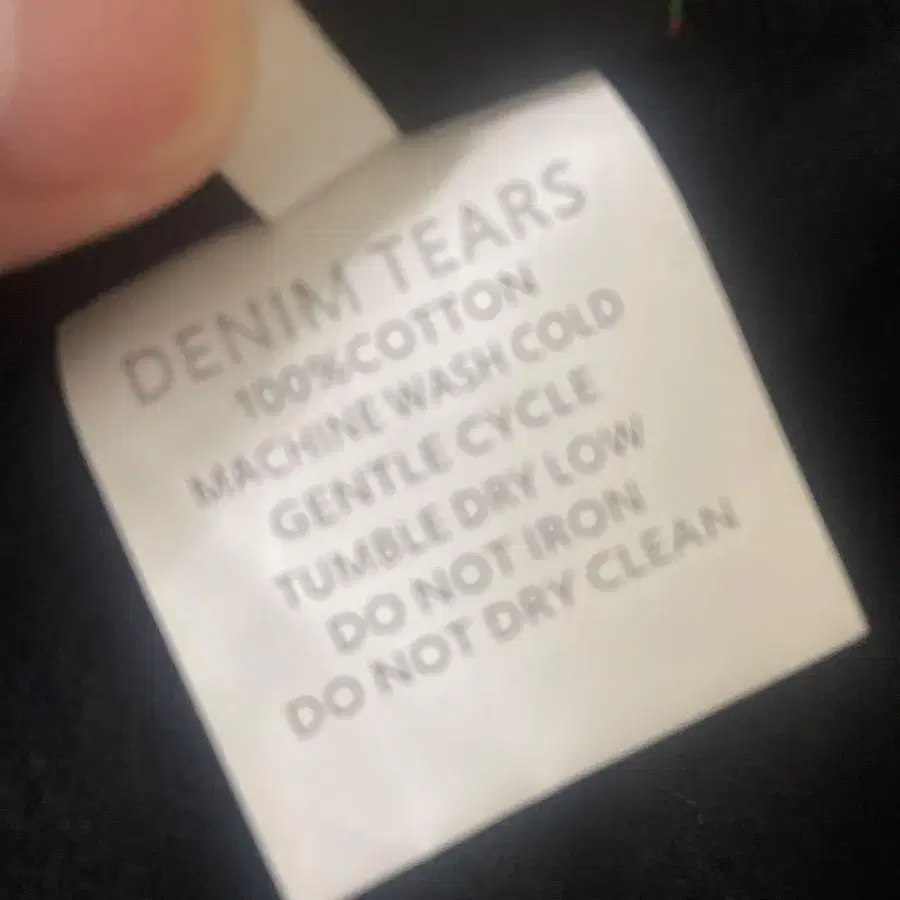 DENIM TEARS
100%COTTON
MACHINE WASH COLD
GENTLE CYCLE
TUMBLE DRY LOW
DO NOT IRON
DO NOT DRY CLEAN